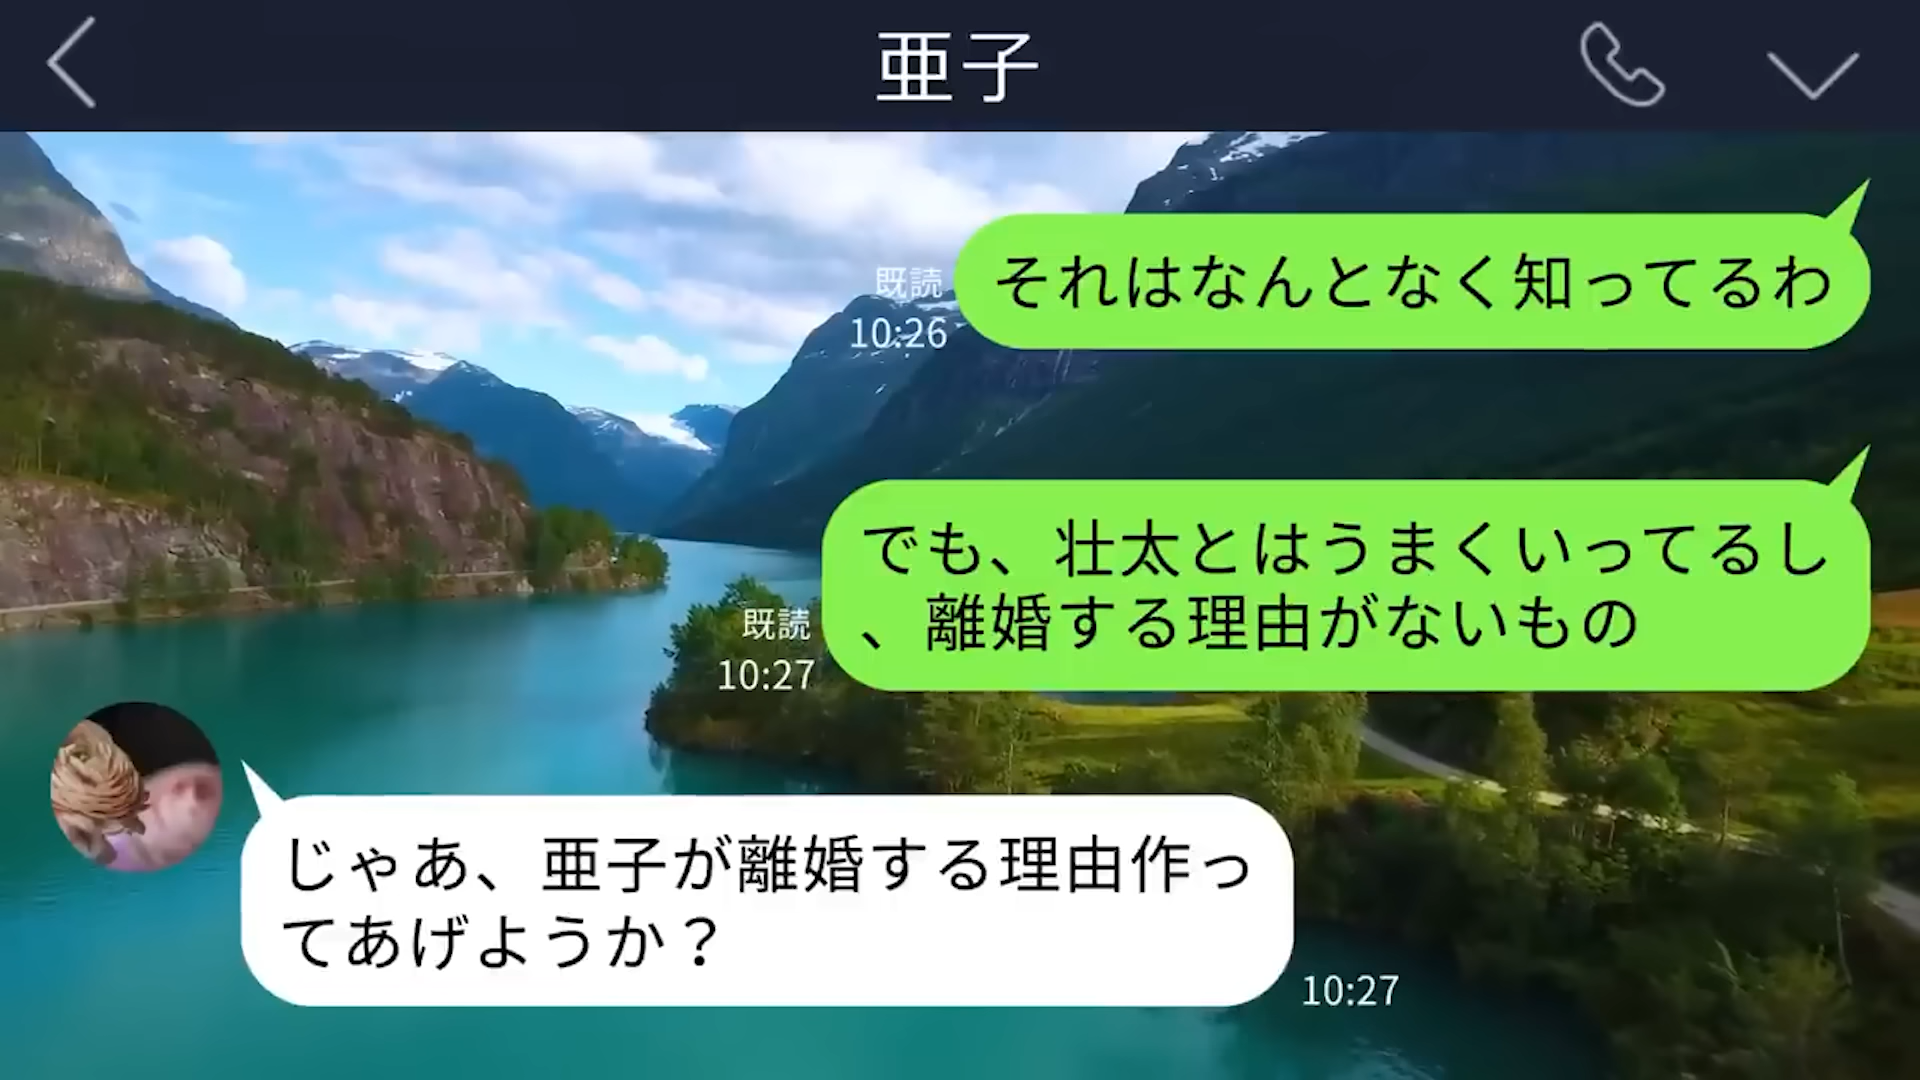 亜子
それはなんとなく知ってるわ
既読
10:26
でも、壮太とはうまくいってるし
、離婚する理由がないもの
既読
10:27
じゃあ、亜子が離婚する理由作っ
てあげようか？
10:27